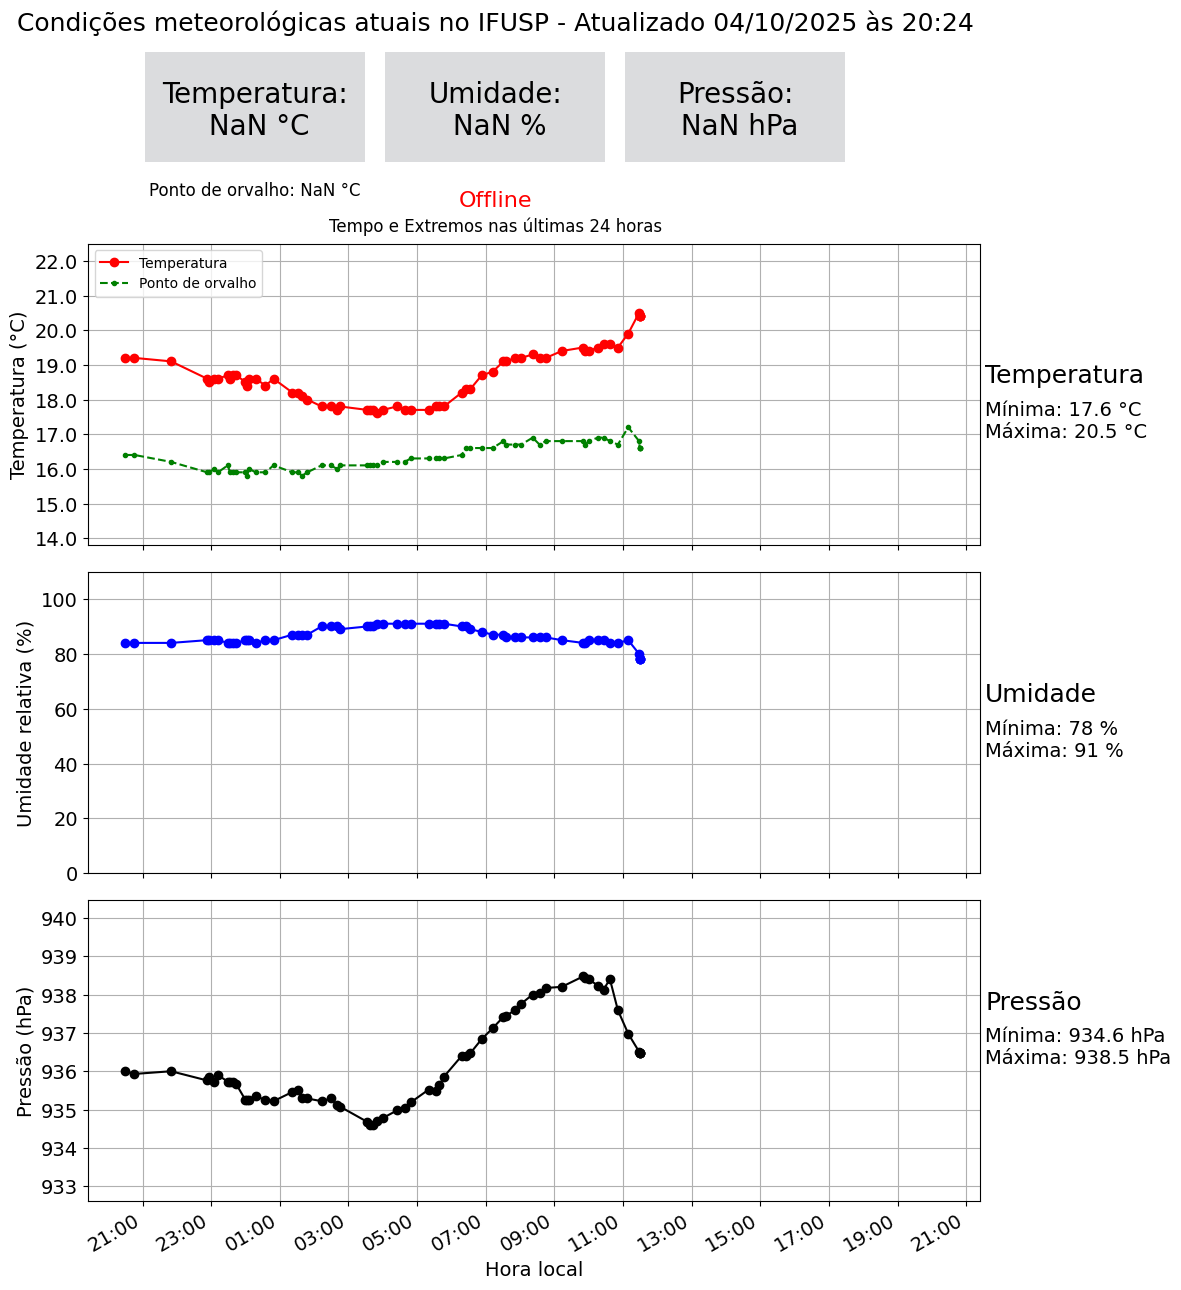 Condições meteorológicas atuais no IFUSP - Atualizado 04/10/2025 às 20:24
Temperatura:
NaN °C
Umidade:
NaN %
Pressão:
NaN hPa
Ponto de orvalho: NaN °C
Offline
Tempo e Extremos nas últimas 24 horas
Temperatura
Ponto de orvalho
Temperatura (°C)
22.0
21.0
20.0
19.0
18.0
17.0
16.0
15.0
14.0
Temperatura
Mínima: 17.6 °C
Máxima: 20.5 °C
Umidade relativa (%)
100
80
60
40
20
0
Umidade
Mínima: 78 %
Máxima: 91 %
Pressão (hPa)
940
939
938
937
936
935
934
933
Pressão
Mínima: 934.6 hPa
Máxima: 938.5 hPa
21:00 23:00 01:00 03:00 05:00 07:00 09:00 11:00 13:00 15:00 17:00 19:00 21:00
Hora local